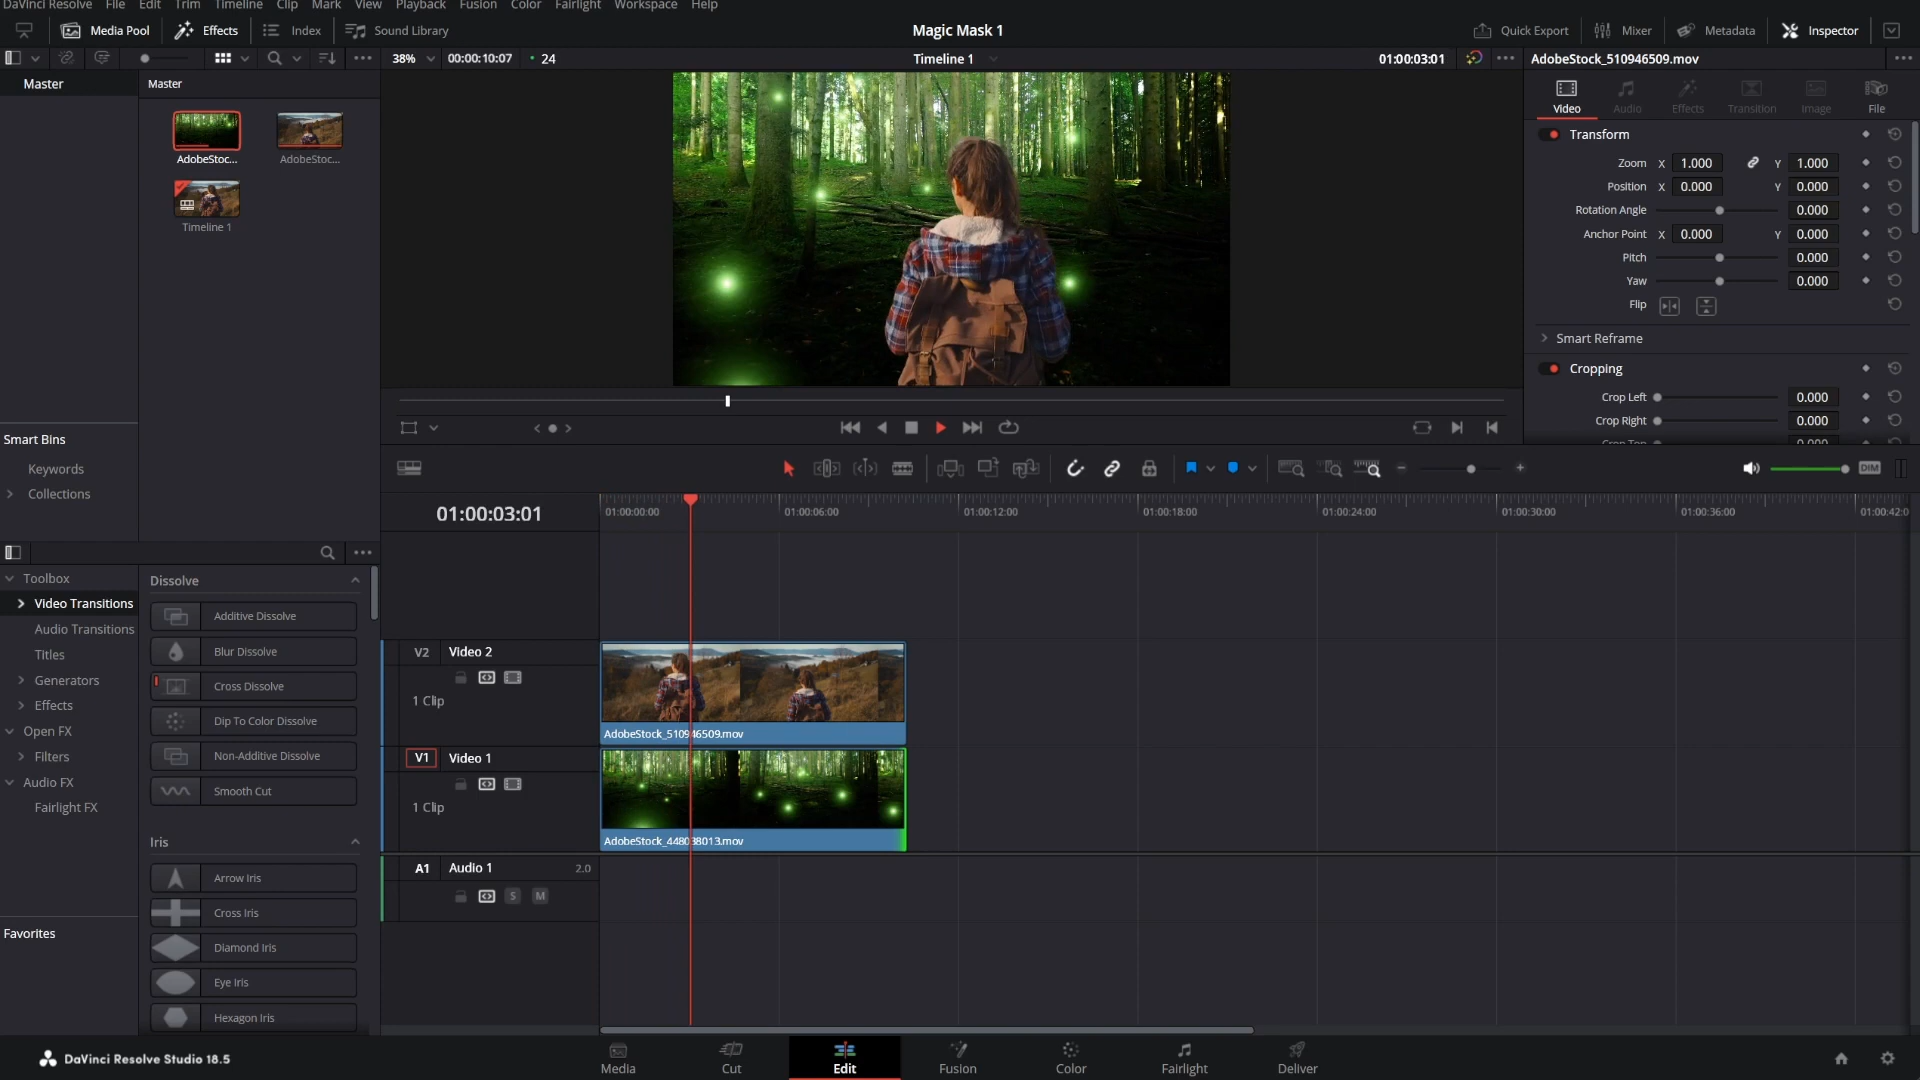 DaVinci Resolve File Edit Trim Timeline Clip Mark View Playback Fusion Color Fairlight Workspace Help
Media Pool Effects Index Sound Library Magic Mask 1 Quick Export Mixer Metadata Inspector
38% 00:00:10:07 24 Timeline 1 01:00:03:01 AdobeStock_510946509.mov
Master Master
Video Audio Effects Transition Image File
AdobeStoc... AdobeStoc...
Timeline 1
Transform
Zoom X 1.000 Y 1.000
Position X 0.000 Y 0.000
Rotation Angle 0.000
Anchor Point X 0.000 Y 0.000
Pitch 0.000
Yaw 0.000
Flip
Smart Reframe
Cropping
Crop Left 0.000
Crop Right 0.000
Smart Bins
Keywords
Collections
DIM
01:00:03:01
01:00:00:00 01:00:06:00 01:00:12:00 01:00:18:00 01:00:24:00 01:00:30:00 01:00:36:00 01:00:42:0
Toolbox
Video Transitions
Audio Transitions
Titles
Generators
Effects
Open FX
Filters
Audio FX
Fairlight FX
Favorites
Dissolve
Additive Dissolve
Blur Dissolve
Cross Dissolve
Dip To Color Dissolve
Non-Additive Dissolve
Smooth Cut
Iris
Arrow Iris
Cross Iris
Diamond Iris
Eye Iris
Hexagon Iris
V2 Video 2
1 Clip
AdobeStock_510946509.mov
V1 Video 1
1 Clip
AdobeStock_448038013.mov
A1 Audio 1 2.0
S M
DaVinci Resolve Studio 18.5
Media Cut Edit Fusion Color Fairlight Deliver